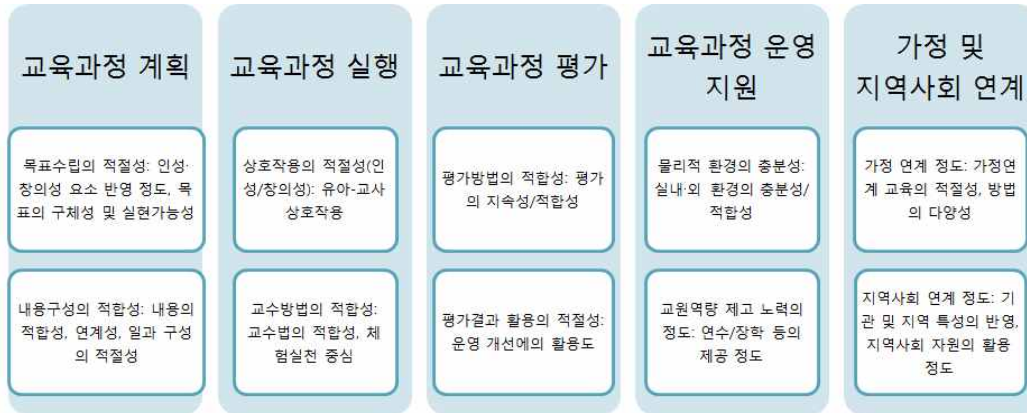 교육과정 계획
목표수립의 적절성: 인성·
창의성 요소 반영 정도, 목
표의 구체성 및 실현가능성
내용구성의 적합성: 내용의
적합성, 연계성, 일과 구성
의 적절성
교육과정 실행
상호작용의 적절성(인
성/창의성): 유아-교사
상호작용
교수방법의 적합성:
교수법의 적합성, 체
험실천 중심
교육과정 평가
평가방법의 적합성: 평가
의 지속성/적합성
평가결과 활용의 적절성:
운영 개선에의 활용도
교육과정 운영
지원
물리적 환경의 충분성:
실내·외 환경의 충분성/
적합성
교원역량 제고 노력의
정도: 연수/장학 등의
제공 정도
가정 및
지역사회 연계
가정 연계 정도: 가정연
계 교육의 적절성, 방법
의 다양성
지역사회 연계 정도: 기
관 및 지역 특성의 반영,
지역사회 자원의 활용
정도